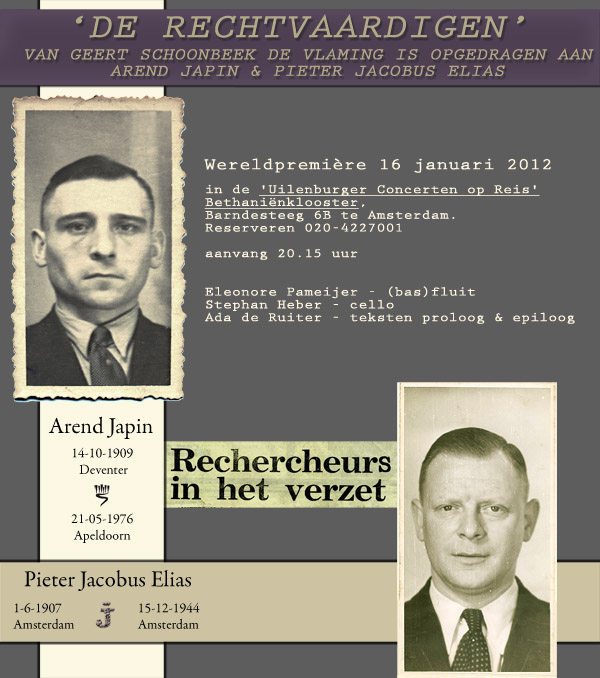 ‘DE RECHTVAARDIGEN’
VAN GEERT SCHOONBEEK DE VLAMING IS OPGEDRAGEN AAN
AREND JAPIN & PIETER JACOBUS ELIAS
Wereldpremière 16 januari 2012
in de 'Uilenburger Concerten op Reis'
Bethaniënklooster,
Barndesteeg 6B te Amsterdam.
Reserveren 020-4227001
aanvang 20.15 uur
Eleonore Pameijer - (bas)fluit
Stephan Heber - cello
Ada de Ruiter - teksten proloog & epiloog
Arend Japin
14-10-1909
Deventer
21-05-1976
Apeldoorn
Rechercheurs
in het verzet
Pieter Jacobus Elias
1-6-1907 15-12-1944
Amsterdam Amsterdam